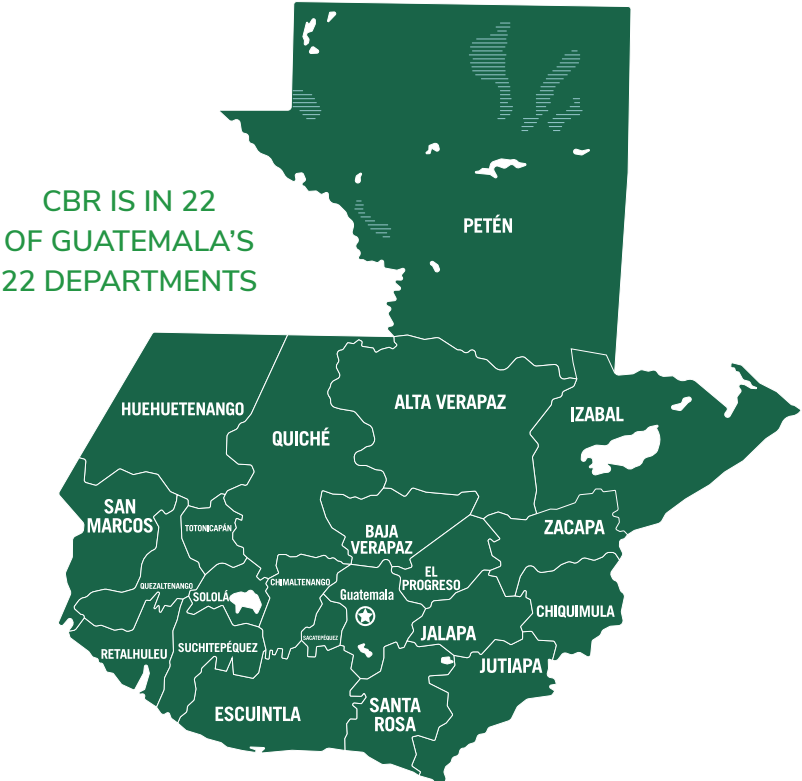 CBR IS IN 22
OF GUATEMALA'S
22 DEPARTMENTS
PETÉN
HUEHUETENANGO
QUICHÉ
ALTA VERAPAZ
IZABAL
SAN
MARCOS
TOTONICAPÁN
BAJA
VERAPAZ
ZACAPA
QUEZALTENANGO
SOLOLÁ
CHIMALTENANGO
Guatemala
EL
PROGRESO
CHIQUIMULA
RETALHULEU
SUCHITEPÉQUEZ
SACATEPÉQUEZ
JALAPA
JUTIAPA
ESCUINTLA
SANTA
ROSA